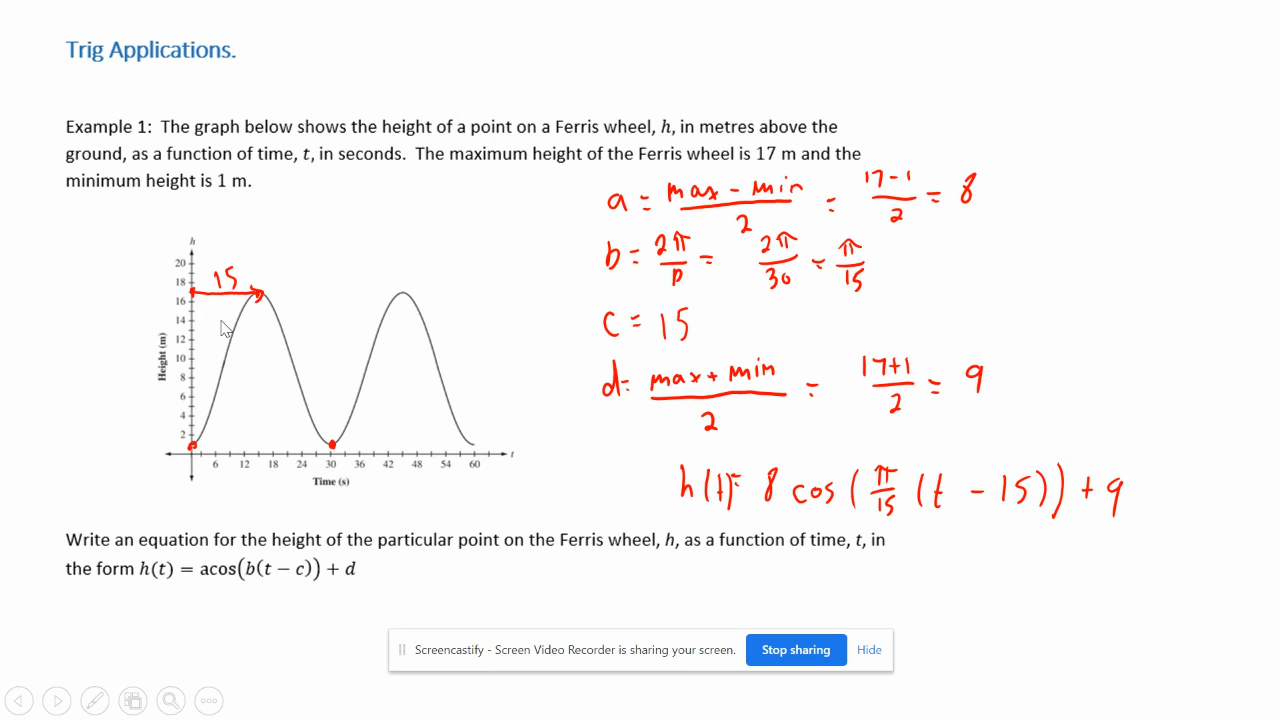 Trig Applications.
Example 1: The graph below shows the height of a point on a Ferris wheel, h, in metres above the
ground, as a function of time, t, in seconds. The maximum height of the Ferris wheel is 17 m and the
minimum height is 1 m.
a = max - min / 2 = 17 - 1 / 2 = 8
b = 2π / p = 2π / 30 = π / 15
c = 15
d = max + min / 2 = 17 + 1 / 2 = 9
h(t) = 8 cos(π/15 (t - 15)) + 9
h
20
18
16
14
12
10
8
6
4
2
15
Height (m)
6 12 18 24 30 36 42 48 54 60 t
Time (s)
Write an equation for the height of the particular point on the Ferris wheel, h, as a function of time, t, in
the form h(t) = acos(b(t − c)) + d
Screencastify - Screen Video Recorder is sharing your screen. Stop sharing Hide